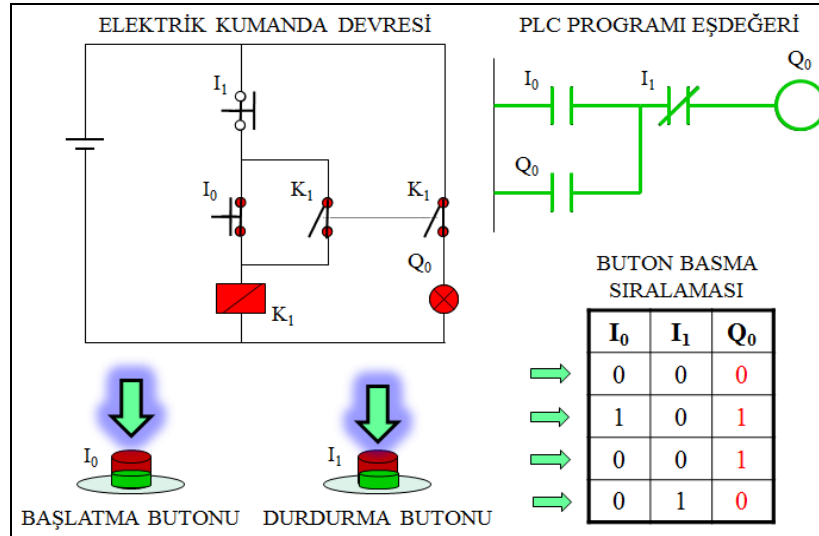 ELEKTRİK KUMANDA DEVRESİ
I₁
I₀
K₁
K₁
Q₀
K₁
PLC PROGRAMI EŞDEĞERİ
Q₀
I₀
I₁
Q₀
BUTON BASMA
SIRALAMASI
I₀ I₁ Q₀
0 0 0
1 0 1
0 0 1
0 1 0
I₀
BAŞLATMA BUTONU
I₁
DURDURMA BUTONU